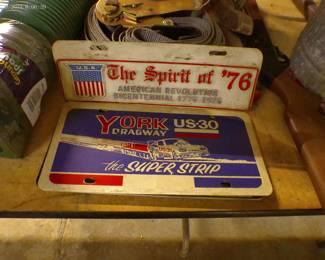 U.S.A.
The Spirit of '76
AMERICAN REVOLUTION
BICENTENNIAL 1776-1976
YORK US-30
DRAGWAY
the SUPER STRIP